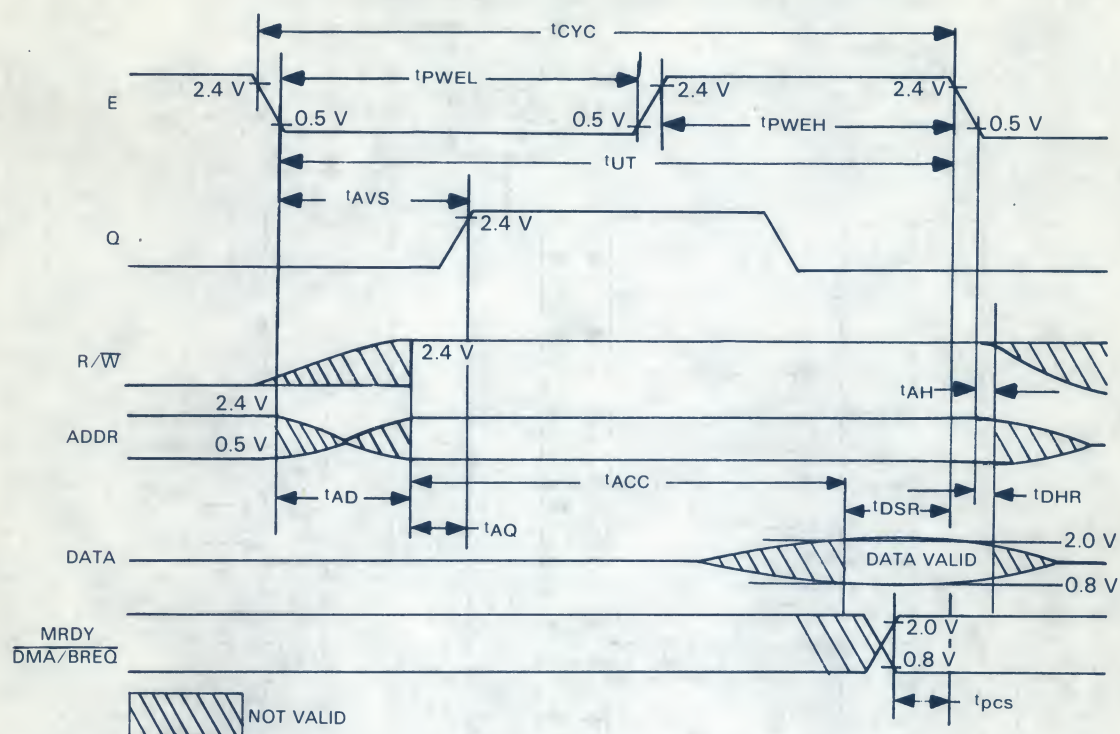 tCYC
tPWEL
E
2.4 V
0.5 V
0.5 V
2.4 V
2.4 V
tPWEH
0.5 V
tUT
tAVS
Q
2.4 V
R/W
2.4 V
tAH
2.4 V
ADDR
0.5 V
tAD
tACC
tAQ
tDSR
tDHR
DATA
DATA VALID
2.0 V
0.8 V
MRDY
DMA/BREQ
2.0 V
0.8 V
tpcs
NOT VALID